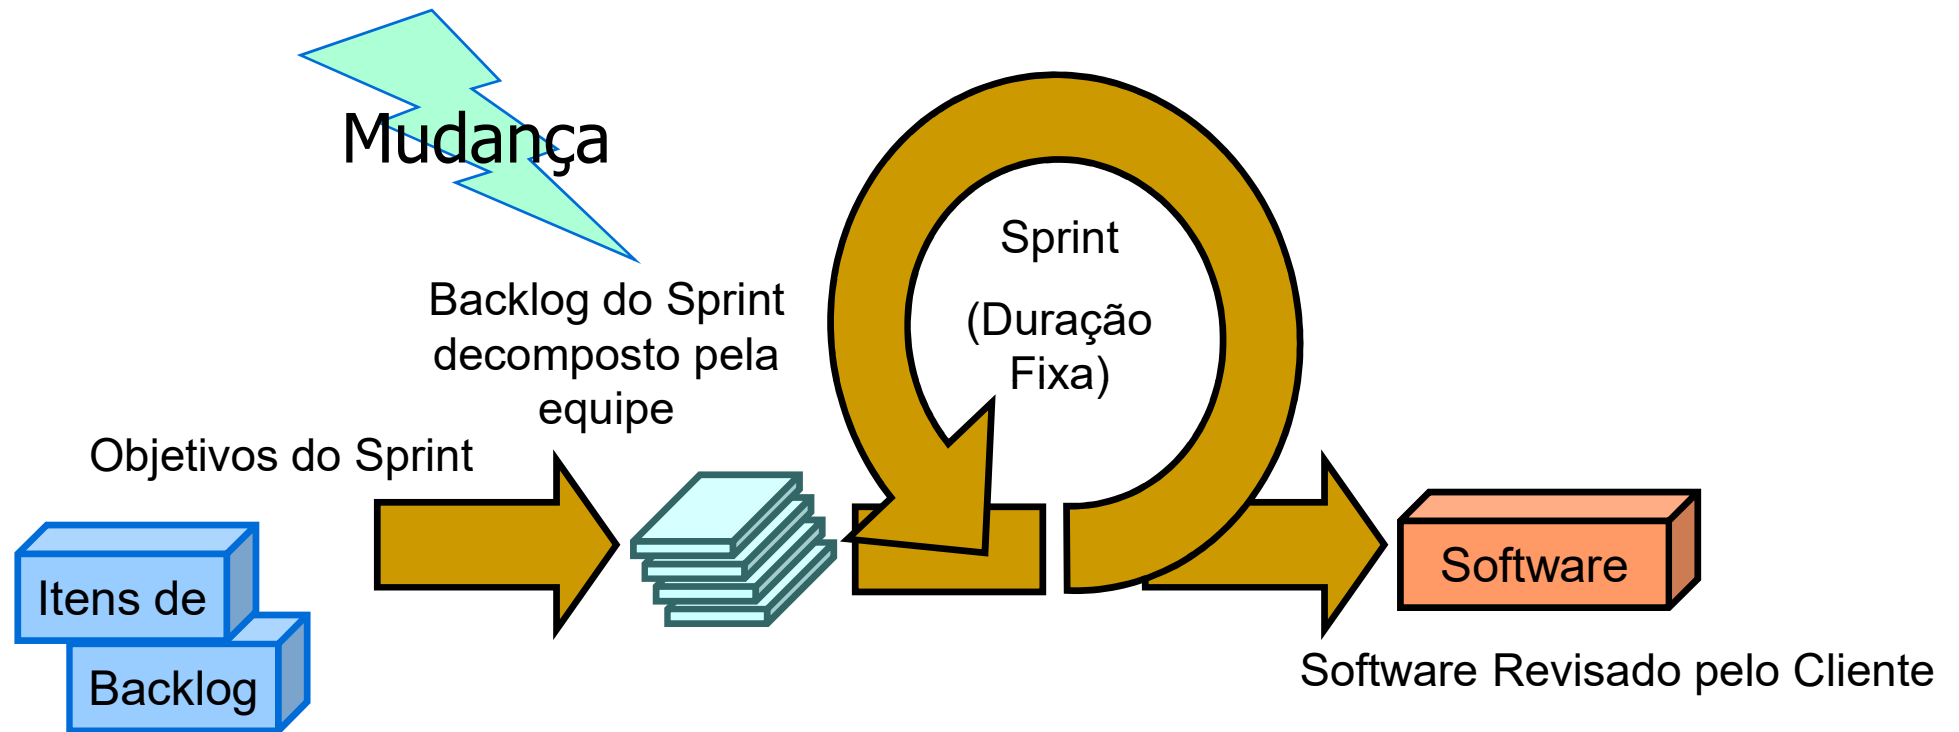 Mudança
Sprint
(Duração
Fixa)
Backlog do Sprint
decomposto pela
equipe
Objetivos do Sprint
Itens de
Backlog
Software
Software Revisado pelo Cliente